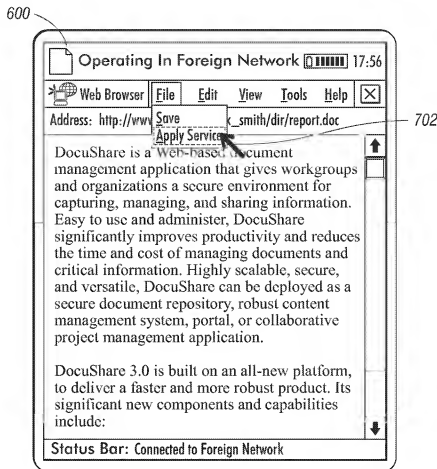 600
Operating In Foreign Network 17:56
Web Browser File Edit View Tools Help
Address: http://www k_smith/dir/report.doc
Save
Apply Service
702
DocuShare is a Web-based document
management application that gives workgroups
and organizations a secure environment for
capturing, managing, and sharing information.
Easy to use and administer, DocuShare
significantly improves productivity and reduces
the time and cost of managing documents and
critical information. Highly scalable, secure,
and versatile, DocuShare can be deployed as a
secure document repository, robust content
management system, portal, or collaborative
project management application.
DocuShare 3.0 is built on an all-new platform,
to deliver a faster and more robust product. Its
significant new components and capabilities
include:
Status Bar: Connected to Foreign Network